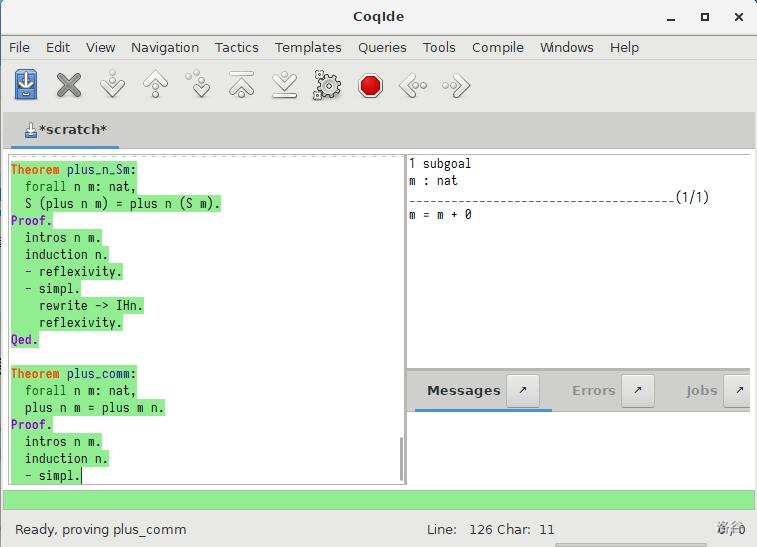 CoqIde
File Edit View Navigation Tactics Templates Queries Tools Compile Windows Help
*scratch*
Theorem plus_n_Sm:
forall n m: nat,
S (plus n m) = plus n (S m).
Proof.
intros n m.
induction n.
- reflexivity.
- simpl.
rewrite -> IHn.
reflexivity.
Qed.
Theorem plus_comm:
forall n m: nat,
plus n m = plus m n.
Proof.
intros n m.
induction n.
- simpl.
1 subgoal
m : nat
______________________________________(1/1)
m = m + 0
Messages Errors Jobs
Ready, proving plus_comm
Line: 126 Char: 11
0 / 0
洛谷